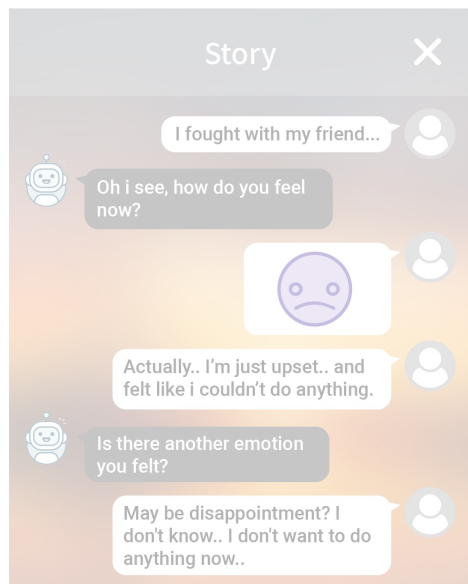 Story
I fought with my friend...
Oh i see, how do you feel
now?
Actually.. I'm just upset.. and
felt like i couldn't do anything.
Is there another emotion
you felt?
May be disappointment? I
don't know.. I don't want to do
anything now..